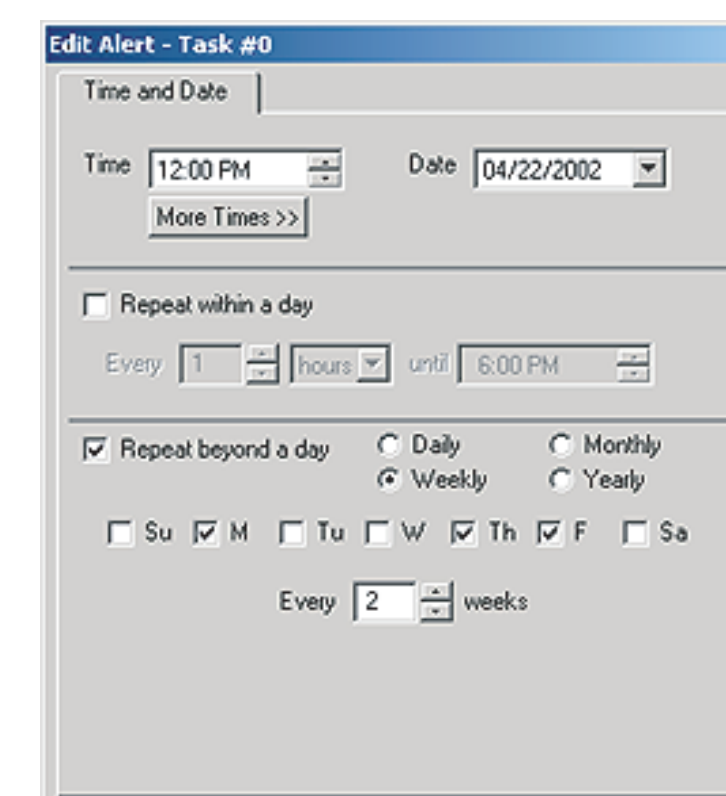 Edit Alert - Task #0
Time and Date
Time 12:00 PM Date 04/22/2002
More Times >>
Repeat within a day
Every 1 hours until 6:00 PM
Repeat beyond a day Daily Monthly
Weekly Yearly
Su M Tu W Th F Sa
Every 2 weeks